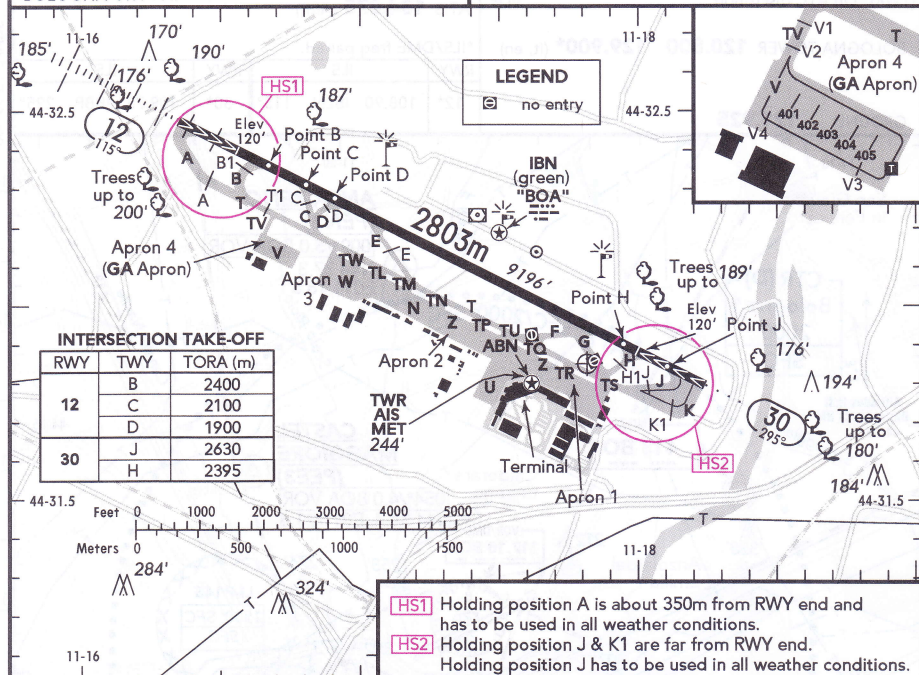 11-16
170'
190'
185'
176'
HS1
187'
44-32.5
12
115°
Elev
120'
Point B
Point C
Point D
A
B1
B
A
Trees
up to
200'
T
T1
C
C
D
D
TV
E
E
Apron 4
(GA Apron)
V
LEGEND
no entry
IBN
(green)
"BOA"
2803m
9196'
11-18
44-32.5
TV
V1
V2
T
Apron 4
(GA Apron)
V
401
402
403
404
405
V4
V3
T
TW
W
TL
TM
TN
N
T
Z
TP
TU
F
Apron
3
Apron 2
ABN
TQ
Z
G
TR
TS
U
Point H
H
H1
J
J
K
K1
Trees
up to
189'
Elev
120'
Point J
176'
194'
30
295°
Trees
up to
180'
184'
HS2
TWR
AIS
MET
244'
Terminal
Apron 1
INTERSECTION TAKE-OFF
RWY TWY TORA (m)
12 B 2400
C 2100
D 1900
30 J 2630
H 2395
44-31.5
44-31.5
Feet 0 1000 2000 3000 4000 5000
Meters 0 500 1000 1500
11-18
T
284'
324'
T
11-16
HS1 Holding position A is about 350m from RWY end and
has to be used in all weather conditions.
HS2 Holding position J & K1 are far from RWY end.
Holding position J has to be used in all weather conditions.